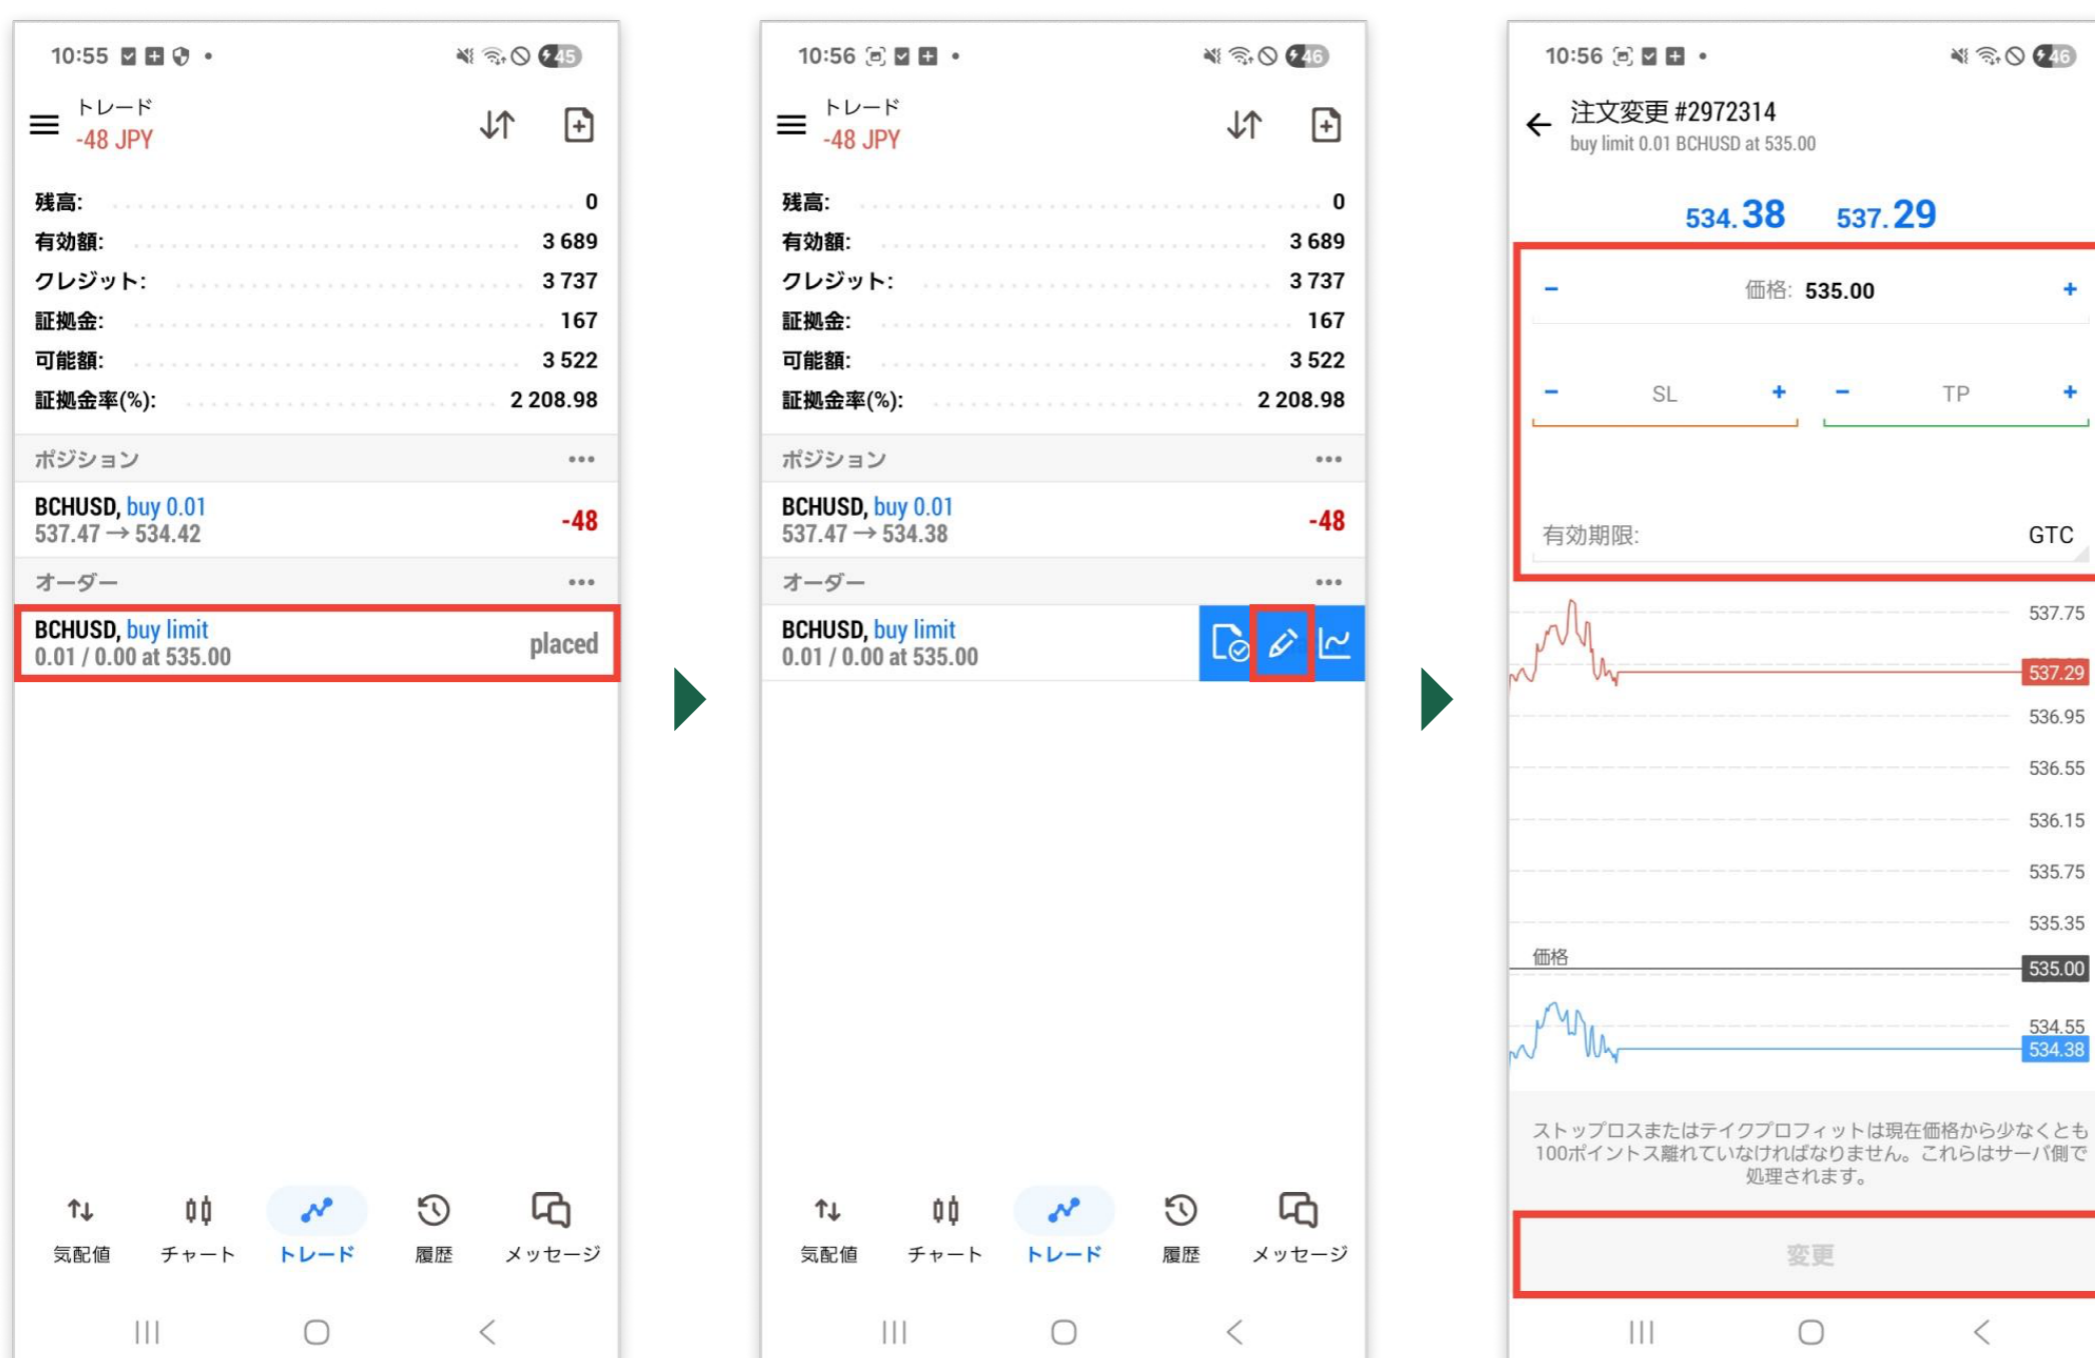 10:55
45
トレード
-48 JPY
残高: 0
有効額: 3 689
クレジット: 3 737
証拠金: 167
可能額: 3 522
証拠金率(%): 2 208.98
ポジション
BCHUSD, buy 0.01
537.47 → 534.42
-48
オーダー
BCHUSD, buy limit
0.01 / 0.00 at 535.00
placed
気配値
チャート
トレード
履歴
メッセージ
10:56
46
トレード
-48 JPY
残高: 0
有効額: 3 689
クレジット: 3 737
証拠金: 167
可能額: 3 522
証拠金率(%): 2 208.98
ポジション
BCHUSD, buy 0.01
537.47 → 534.38
-48
オーダー
BCHUSD, buy limit
0.01 / 0.00 at 535.00
気配値
チャート
トレード
履歴
メッセージ
10:56
46
注文変更 #2972314
buy limit 0.01 BCHUSD at 535.00
534.38 537.29
- 価格: 535.00 +
- SL + - TP +
有効期限: GTC
537.75
537.29
536.95
536.55
536.15
535.75
535.35
価格
535.00
534.55
534.38
ストップロスまたはテイクプロフィットは現在価格から少なくとも
100ポイントス離れていなければなりません。これらはサーバ側で
処理されます。
変更